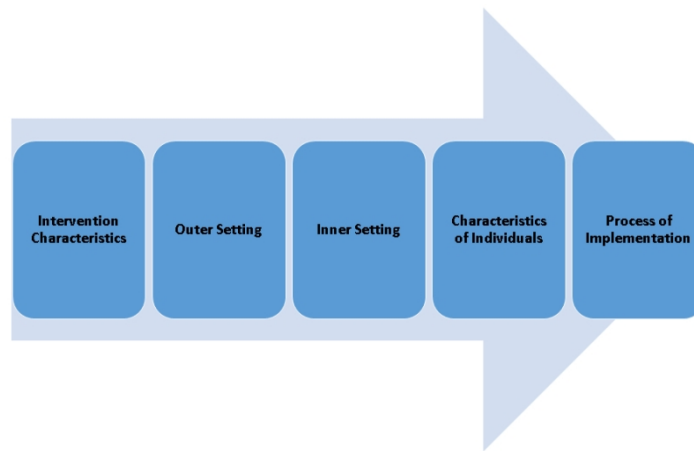 Intervention
Characteristics
Outer Setting
Inner Setting
Characteristics
of Individuals
Process of
Implementation